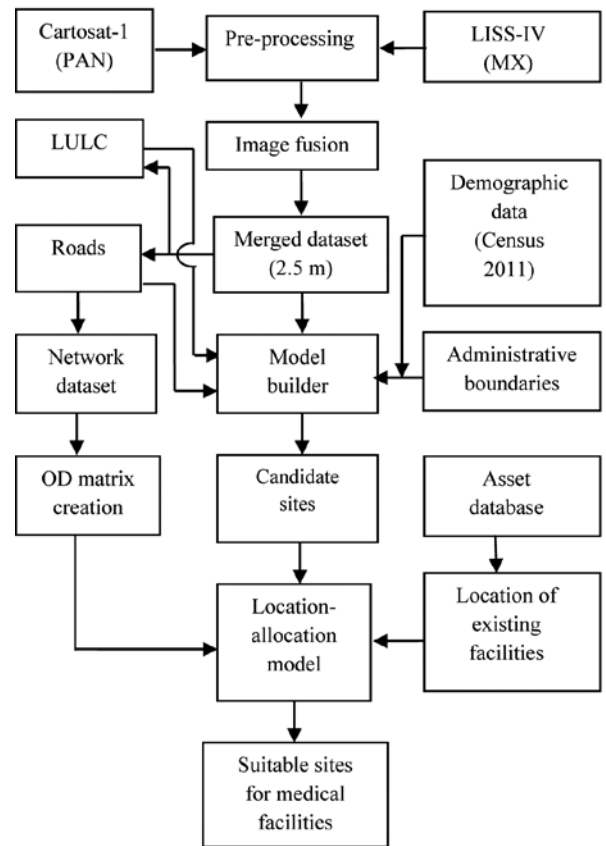 Cartosat-1
(PAN)
Pre-processing
LISS-IV
(MX)
LULC
Image fusion
Demographic
data
(Census
2011)
Roads
Merged dataset
(2.5 m)
Network
dataset
Model
builder
Administrative
boundaries
OD matrix
creation
Candidate
sites
Asset
database
Location-
allocation
model
Location of
existing
facilities
Suitable sites
for medical
facilities